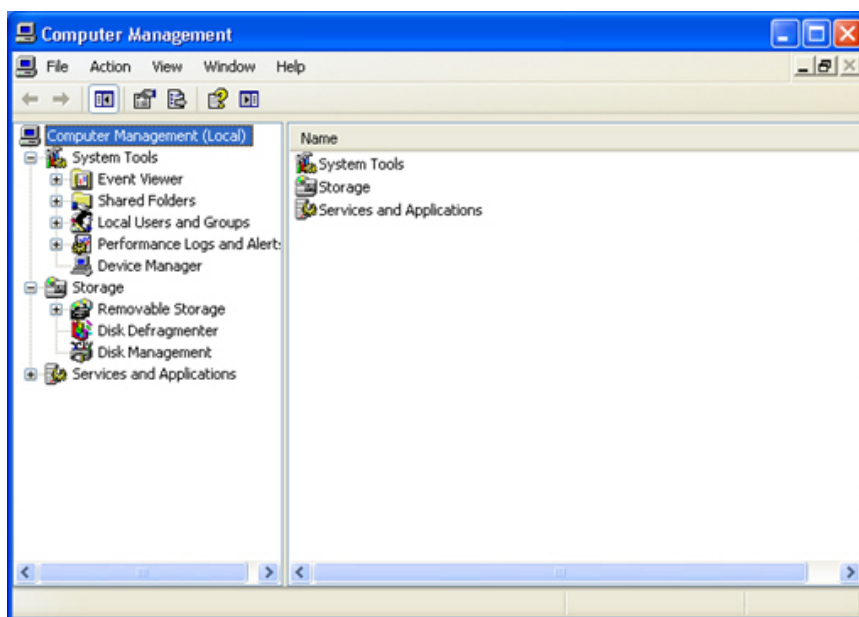 Computer Management
File Action View Window Help
Computer Management (Local)
Name
System Tools
Event Viewer
Shared Folders
Local Users and Groups
Performance Logs and Alert
Device Manager
Storage
Removable Storage
Disk Defragmenter
Disk Management
Services and Applications
System Tools
Storage
Services and Applications